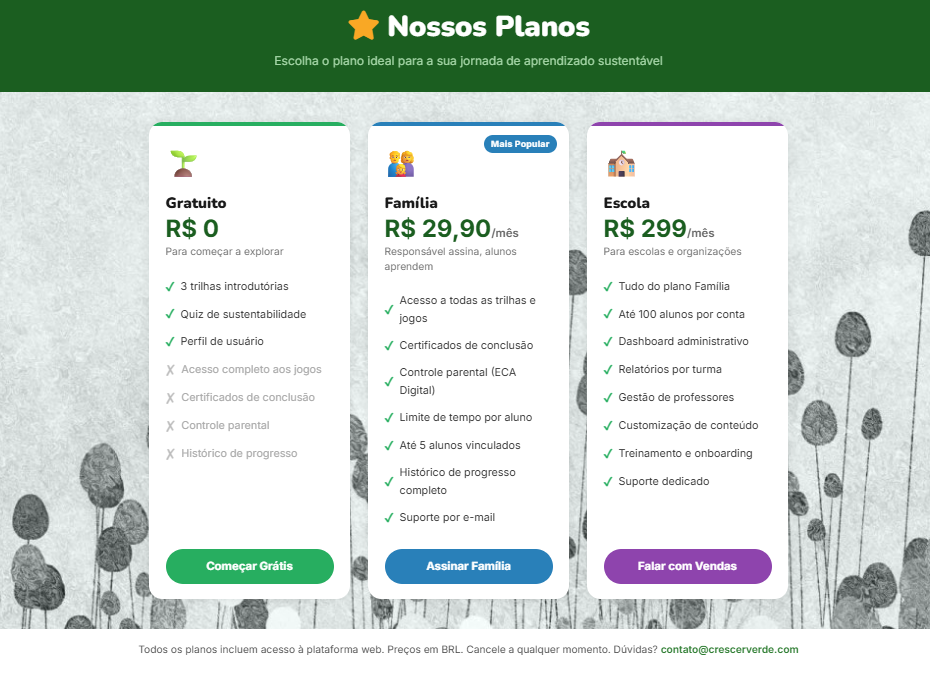 Nossos Planos
Escolha o plano ideal para a sua jornada de aprendizado sustentável
Gratuito
R$ 0
Para começar a explorar
✓ 3 trilhas introdutórias
✓ Quiz de sustentabilidade
✓ Perfil de usuário
✗ Acesso completo aos jogos
✗ Certificados de conclusão
✗ Controle parental
✗ Histórico de progresso
Começar Grátis
Mais Popular
Família
R$ 29,90/mês
Responsável assina, alunos
aprendem
✓ Acesso a todas as trilhas e
jogos
✓ Certificados de conclusão
✓ Controle parental (ECA
Digital)
✓ Limite de tempo por aluno
✓ Até 5 alunos vinculados
✓ Histórico de progresso
completo
✓ Suporte por e-mail
Assinar Família
Escola
R$ 299/mês
Para escolas e organizações
✓ Tudo do plano Família
✓ Até 100 alunos por conta
✓ Dashboard administrativo
✓ Relatórios por turma
✓ Gestão de professores
✓ Customização de conteúdo
✓ Treinamento e onboarding
✓ Suporte dedicado
Falar com Vendas
Todos os planos incluem acesso à plataforma web. Preços em BRL. Cancele a qualquer momento. Dúvidas? contato@crescerverde.com